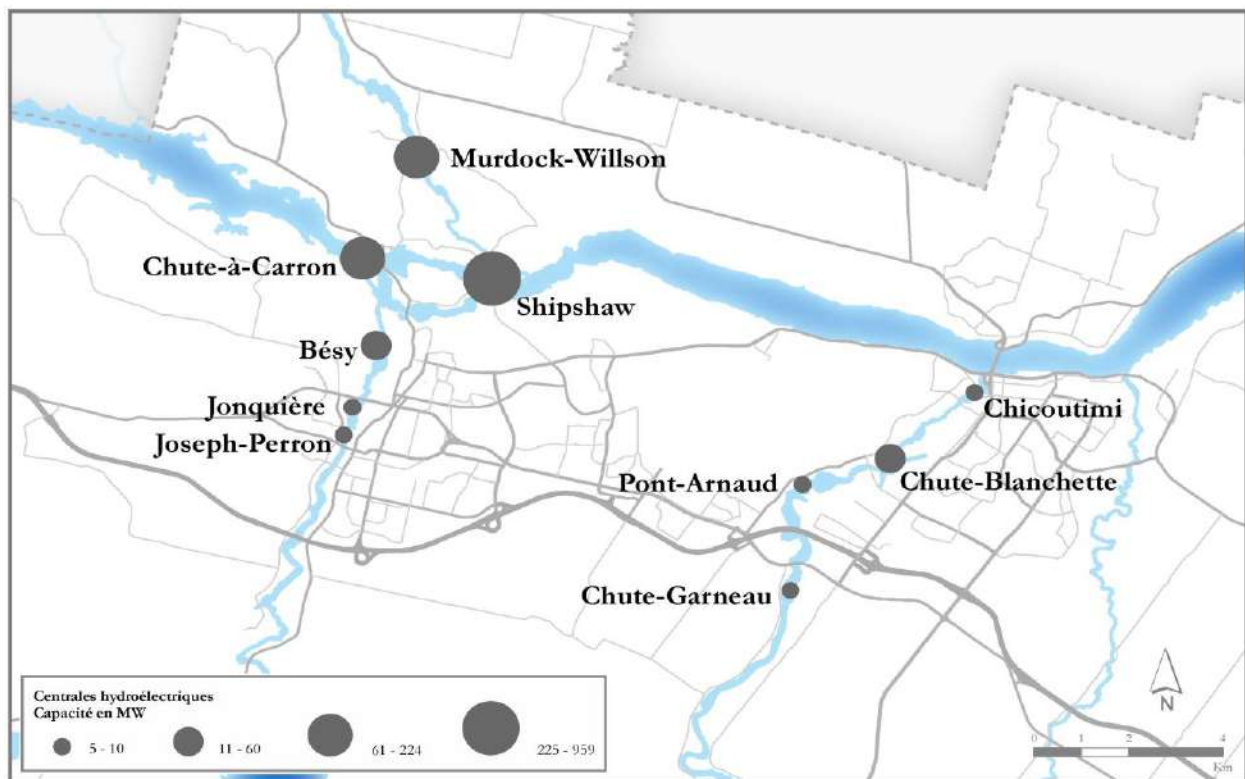 Murdock-Willson
Chute-à-Carron
Shipshaw
Bésy
Jonquière
Joseph-Perron
Chicoutimi
Pont-Arnaud
Chute-Blanchette
Chute-Garneau
N
Centrales hydroélectriques
Capacité en MW
5 - 10
11 - 60
61 - 224
225 - 959
0 1 2 4
Km